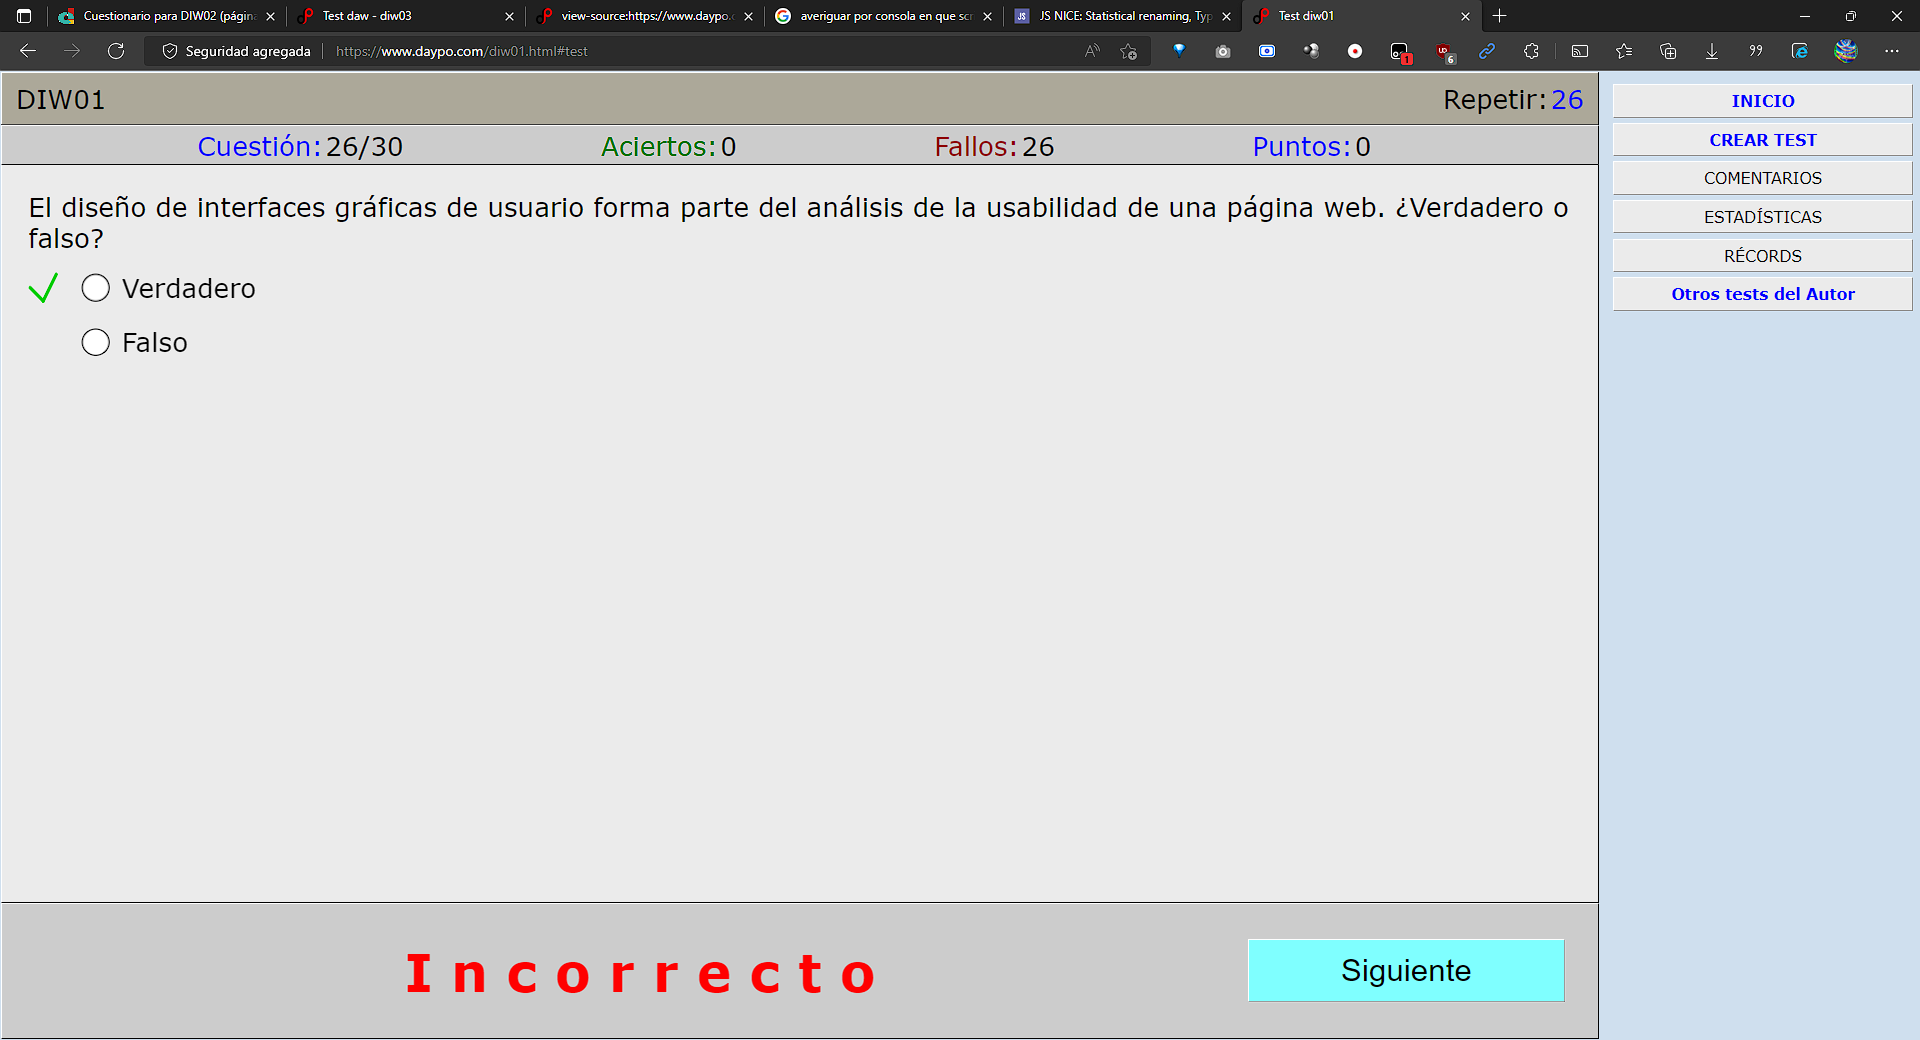 Cuestionario para DIW02 (págin
Test daw - diw03
view-source:https://www.daypo.c
averiguar por consola en que scr
JS NICE: Statistical renaming, Typ
Test diw01
Seguridad agregada
https://www.daypo.com/diw01.html#test
1
6
DIW01
Repetir: 26
Cuestión: 26/30
Aciertos: 0
Fallos: 26
Puntos: 0
El diseño de interfaces gráficas de usuario forma parte del análisis de la usabilidad de una página web. ¿Verdadero o
falso?
Verdadero
Falso
Incorrecto
Siguiente
INICIO
CREAR TEST
COMENTARIOS
ESTADÍSTICAS
RÉCORDS
Otros tests del Autor